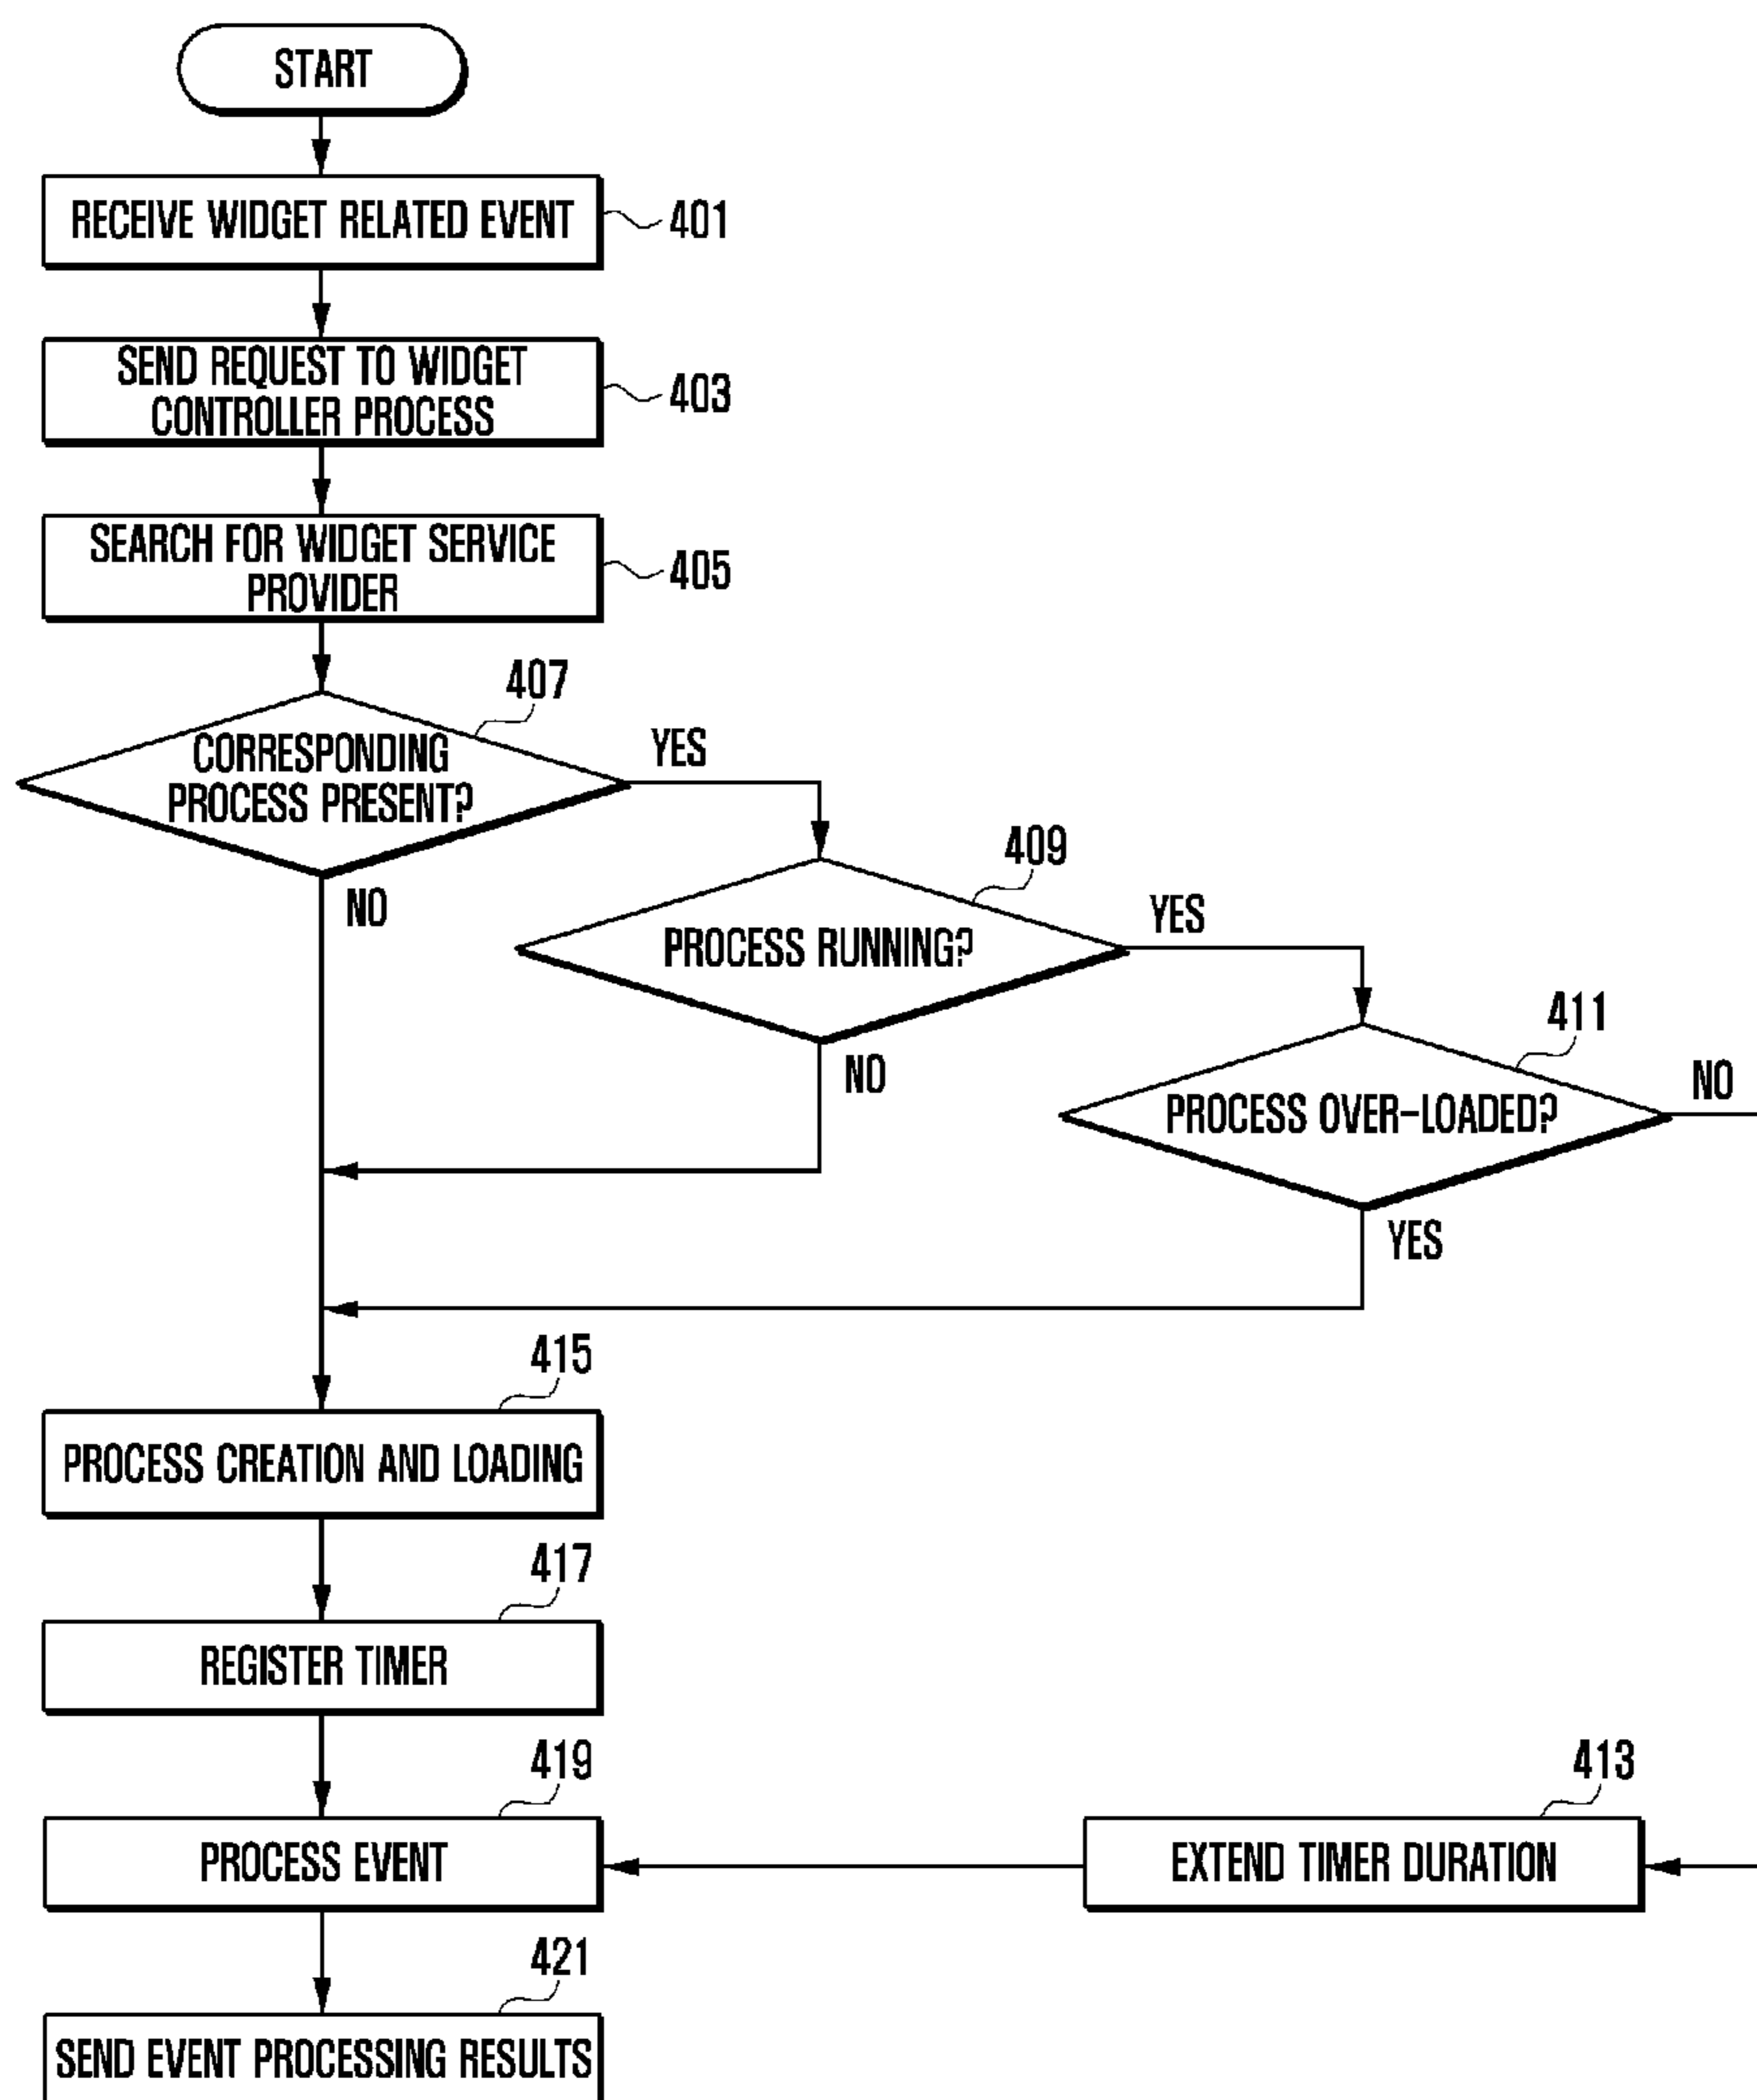 START
RECEIVE WIDGET RELATED EVENT
401
SEND REQUEST TO WIDGET
CONTROLLER PROCESS
403
SEARCH FOR WIDGET SERVICE
PROVIDER
405
407
CORRESPONDING
PROCESS PRESENT?
YES
NO
409
PROCESS RUNNING?
YES
NO
411
PROCESS OVER-LOADED?
NO
YES
415
PROCESS CREATION AND LOADING
417
REGISTER TIMER
419
PROCESS EVENT
413
EXTEND TIMER DURATION
421
SEND EVENT PROCESSING RESULTS